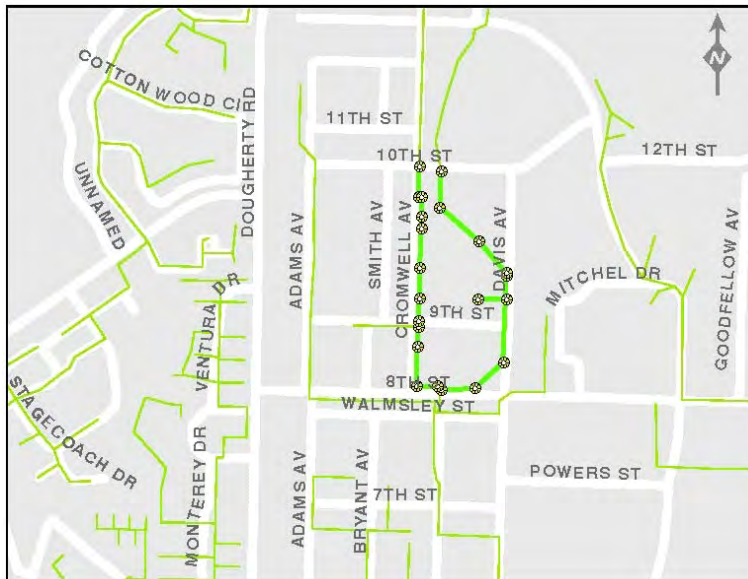 N
COTTON WOOD CIR
DOUGHERTY RD
11TH ST
10TH ST
12TH ST
UNNAMED
ADAMS AV
SMITH AV
CROMWELL AV
DAVIS AV
MITCHEL DR
GOODFELLOW AV
9TH ST
VENTURA DR
8TH ST
WALMSLEY ST
STAGECOACH DR
MONTEREY DR
ADAMS AV
BRYANT AV
7TH ST
POWERS ST